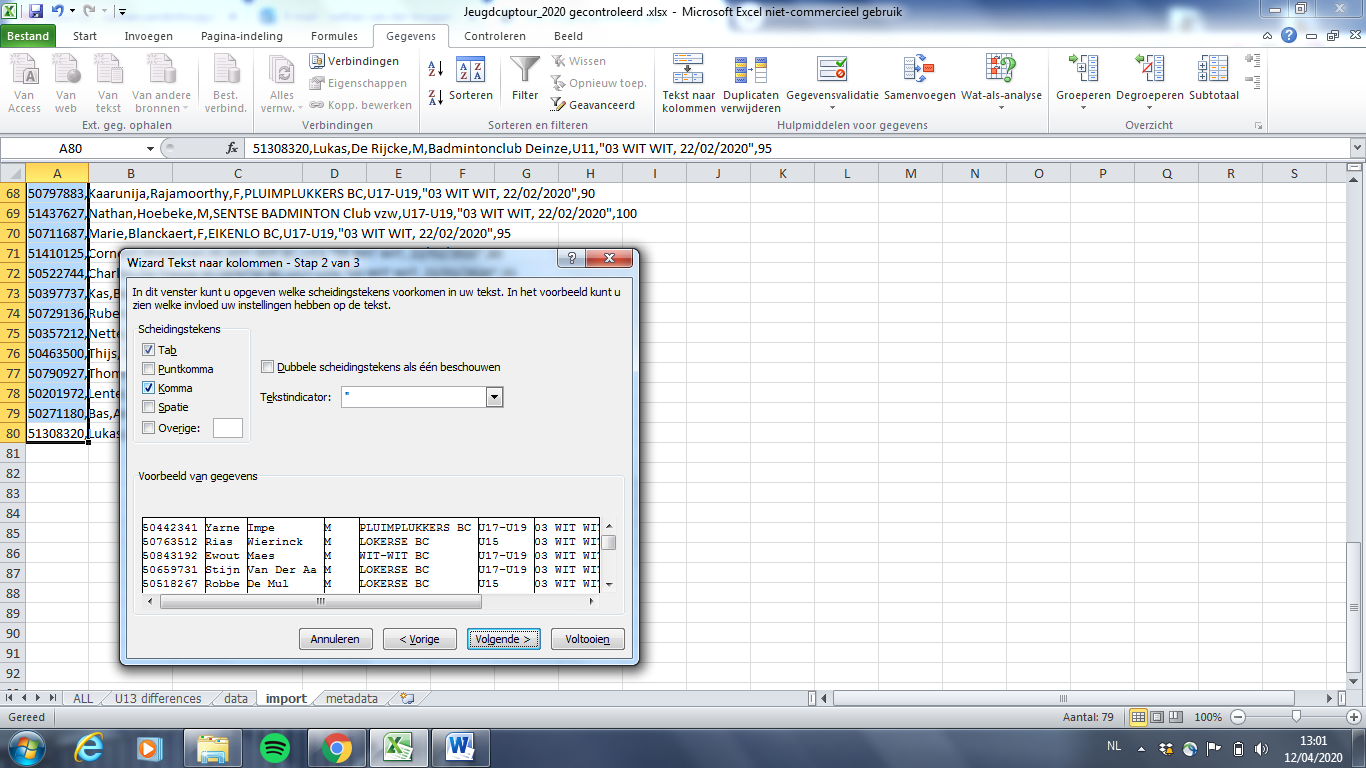 Jeugdcuptour_2020 gecontroleerd .xlsx - Microsoft Excel niet-commercieel gebruik
Bestand Start Invoegen Pagina-indeling Formules Gegevens Controleren Beeld
Van Access
Van web
Van tekst
Van andere bronnen
Best. verbind.
Ext. geg. ophalen
Alles vernw.
Verbindingen
Eigenschappen
Kopp. bewerken
Verbindingen
Sorteren
Filter
Wissen
Opnieuw toep.
Geavanceerd
Sorteren en filteren
Tekst naar kolommen
Duplicaten verwijderen
Gegevensvalidatie
Samenvoegen
Wat-als-analyse
Hulpmiddelen voor gegevens
Groeperen
Degroeperen
Subtotaal
Overzicht
A80 fx 51308320,Lukas,De Rijcke,M,Badmintonclub Deinze,U11,"03 WIT WIT, 22/02/2020",95
A B C D E F G H I J K L M N O P Q R S
68 50797883,Kaarunija,Rajamoorthy,F,PLUIMPLUKKERS BC,U17-U19,"03 WIT WIT, 22/02/2020",90
69 51437627,Nathan,Hoebeke,M,SENTSE BADMINTON Club vzw,U17-U19,"03 WIT WIT, 22/02/2020",100
70 50711687,Marie,Blanckaert,F,EIKENLO BC,U17-U19,"03 WIT WIT, 22/02/2020",95
71 51410125,Corne
72 50522744,Charl
73 50397737,Kas,B
74 50729136,Rube
75 50357212,Nette
76 50463500,Thijs,
77 50790927,Thom
78 50201972,Lente
79 50271180,Bas,A
80 51308320,Lukas
81
82
83
84
85
86
87
88
89
90
91
92
Wizard Tekst naar kolommen - Stap 2 van 3
In dit venster kunt u opgeven welke scheidingstekens voorkomen in uw tekst. In het voorbeeld kunt u
zien welke invloed uw instellingen hebben op de tekst.
Scheidingstekens
Tab
Puntkomma
Komma
Spatie
Overige:
Dubbele scheidingstekens als één beschouwen
Tekstindicator: "
Voorbeeld van gegevens
50442341 Yarne Impe M PLUIMPLUKKERS BC U17-U19 03 WIT WI
50763512 Rias Wierinck M LOKERSE BC U15 03 WIT WI
50843192 Ewout Maes M WIT-WIT BC U17-U19 03 WIT WI
50659731 Stijn Van Der Aa M LOKERSE BC U17-U19 03 WIT WI
50518267 Robbe De Mul M LOKERSE BC U15 03 WIT WI
Annuleren < Vorige Volgende > Voltooien
ALL U13 differences data import metadata
Gereed Aantal: 79 100%
NL 13:01
12/04/2020